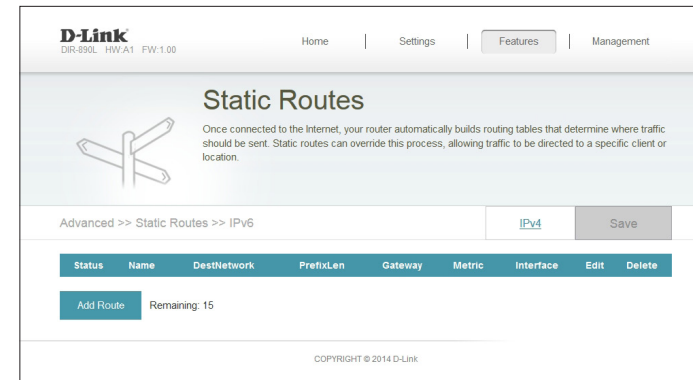 D-Link
DIR-890L HW:A1 FW:1.00
Home Settings Features Management
Static Routes
Once connected to the Internet, your router automatically builds routing tables that determine where traffic
should be sent. Static routes can override this process, allowing traffic to be directed to a specific client or
location.
Advanced >> Static Routes >> IPv6
IPv4 Save
Status Name DestNetwork PrefixLen Gateway Metric Interface Edit Delete
Add Route Remaining: 15
COPYRIGHT © 2014 D-Link